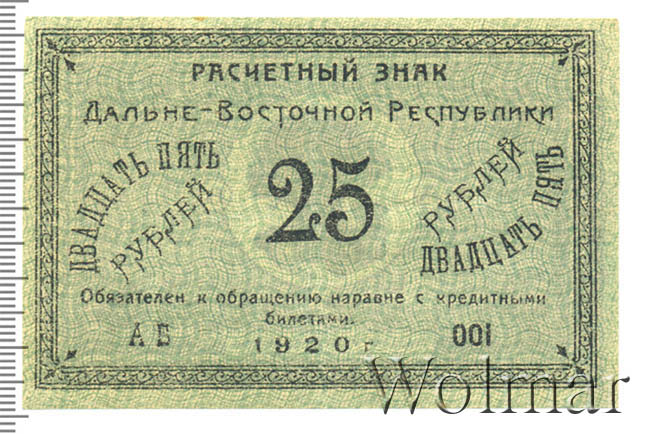 РАСЧЕТНЫЙ ЗНАК
ДАЛЬНЕ-ВОСТОЧНОЙ РЕСПУБЛИКИ
ДВАДЦАТЬ ПЯТЬ
РУБЛЕЙ
25
РУБЛЕЙ
ДВАДЦАТЬ ПЯТЬ
Обязателен к обращению наравне с кредитными
билетами.
АБ 001
1920 г.
Wolmar